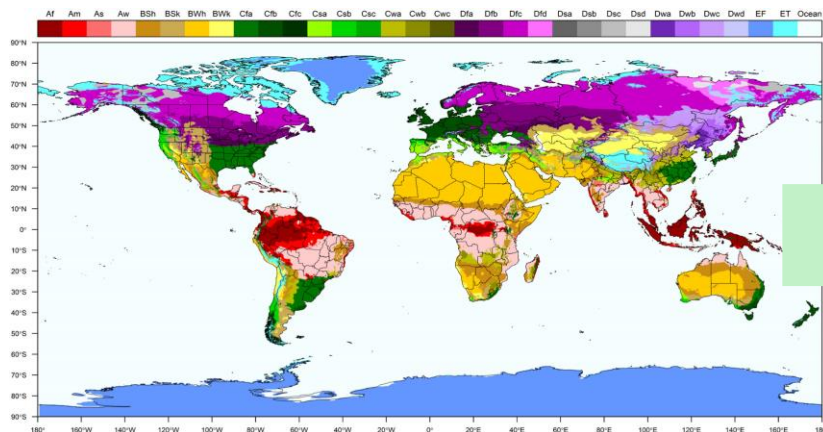 Af Am As Aw BSh BSk BWh BWk Cfa Cfb Cfc Csa Csb Csc Cwa Cwb Cwc Dfa Dfb Dfc Dfd Dsa Dsb Dsc Dsd Dwa Dwb Dwc Dwd EF ET Ocean
90°N
80°N
70°N
60°N
50°N
40°N
30°N
20°N
10°N
0°
10°S
20°S
30°S
40°S
50°S
60°S
70°S
80°S
90°S
180° 160°W 140°W 120°W 100°W 80°W 60°W 40°W 20°W 0° 20°E 40°E 60°E 80°E 100°E 120°E 140°E 160°E 180